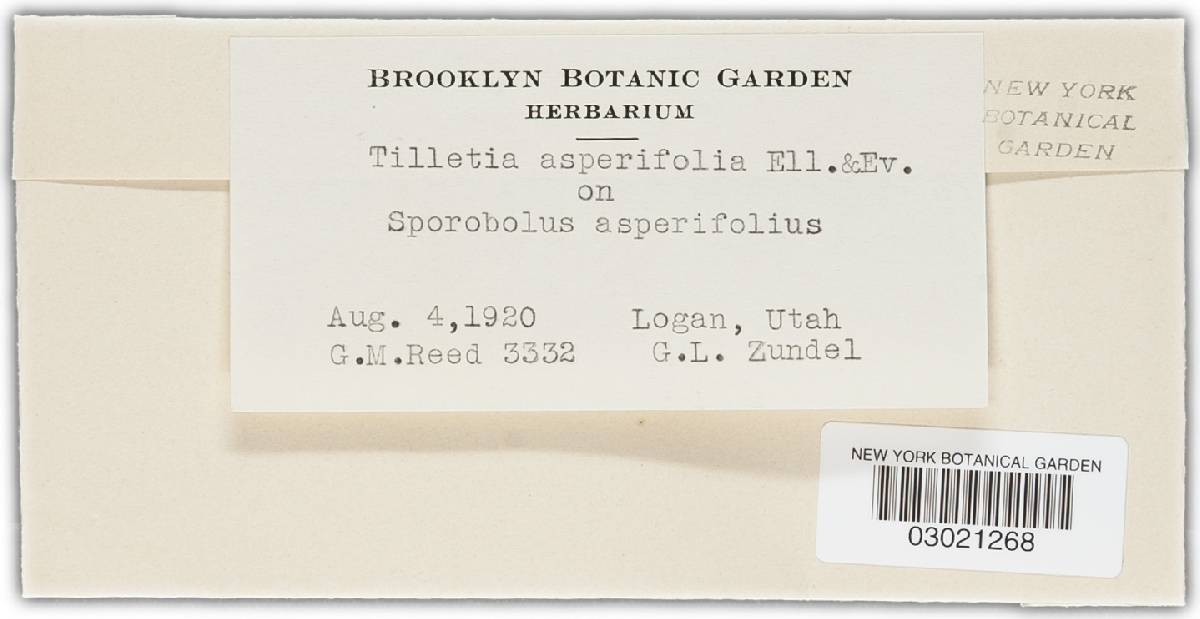 BROOKLYN BOTANIC GARDEN
HERBARIUM
Tilletia asperifolia Ell.&Ev.
on
Sporobolus asperifolius
Aug. 4,1920 Logan, Utah
G.M.Reed 3332 G.L. Zundel
NEW YORK
BOTANICAL
GARDEN
NEW YORK BOTANICAL GARDEN
03021268